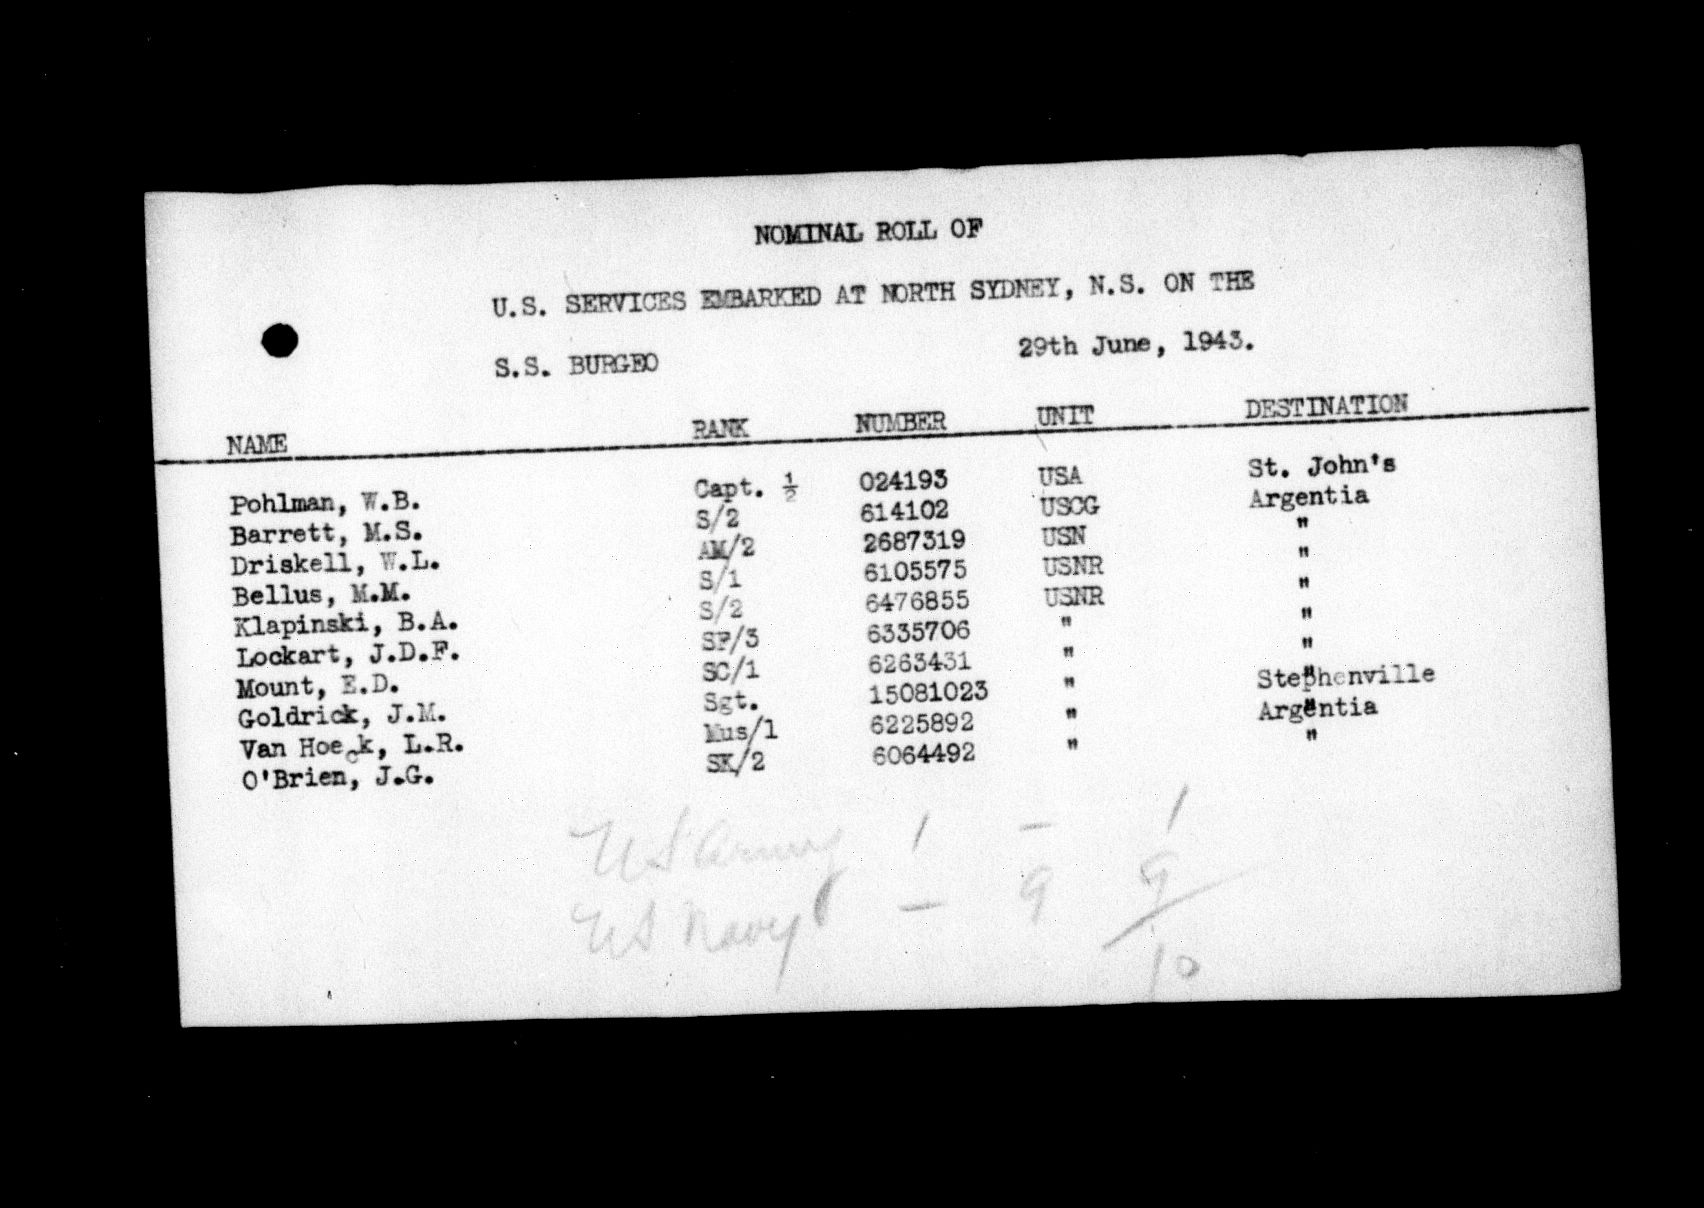 NOMINAL ROLL OF
U.S. SERVICES EMBARKED AT NORTH SYDNEY, N.S. ON THE
S.S. BURGEO 29th June, 1943.
NAME RANK NUMBER UNIT DESTINATION
Pohlman, W.B. Capt. ½ 024193 USA St. John's
Barrett, M.S. S/2 614102 USCG Argentia
Driskell, W.L. AM/2 2687319 USN "
Bellus, M.M. S/1 6105575 USNR "
Klapinski, B.A. S/2 6476855 USNR "
Lockart, J.D.F. SF/3 6335706 " "
Mount, E.D. SC/1 6263431 " "
Goldrick, J.M. Sgt. 15081023 " Stephenville
Van Hoeck, L.R. Mus/1 6225892 " Argentia
O'Brien, J.G. SK/2 6064492 " "
US Army 1 – 1
US Navy – 9 9
10